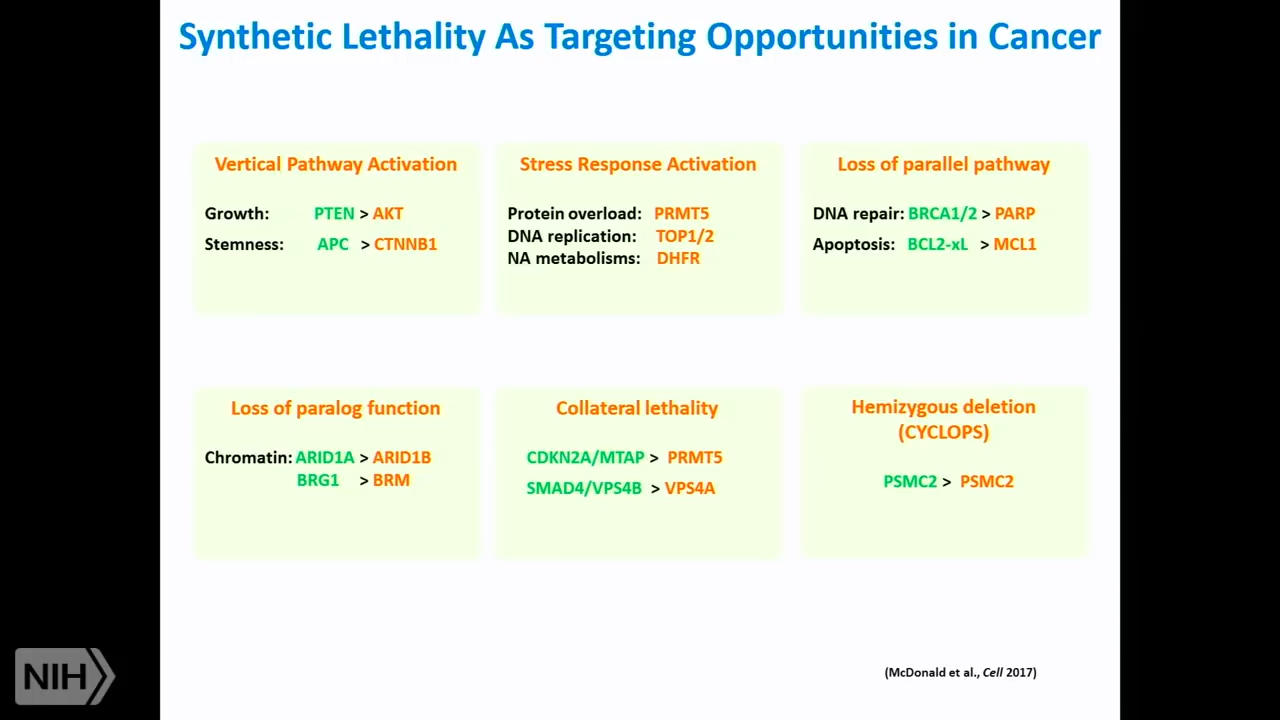 Synthetic Lethality As Targeting Opportunities in Cancer
Vertical Pathway Activation
Growth: PTEN > AKT
Stemness: APC > CTNNB1
Stress Response Activation
Protein overload: PRMT5
DNA replication: TOP1/2
NA metabolisms: DHFR
Loss of parallel pathway
DNA repair: BRCA1/2 > PARP
Apoptosis: BCL2-xL > MCL1
Loss of paralog function
Chromatin: ARID1A > ARID1B
BRG1 > BRM
Collateral lethality
CDKN2A/MTAP > PRMT5
SMAD4/VPS4B > VPS4A
Hemizygous deletion
(CYCLOPS)
PSMC2 > PSMC2
(McDonald et al., Cell 2017)
NIH